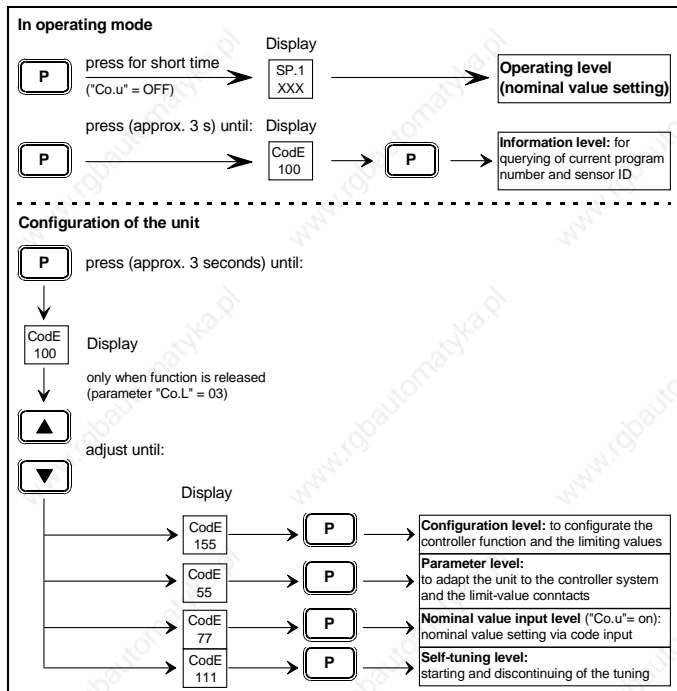 In operating mode
P
press for short time
("Co.u" = OFF)
Display
SP.1
XXX
Operating level
(nominal value setting)
press (approx. 3 s) until:
Display
P
CodE
100
P
Information level: for
querying of current program
number and sensor ID
Configuration of the unit
P
press (approx. 3 seconds) until:
CodE
100
Display
only when function is released
(parameter "Co.L" = 03)
▲
adjust until:
▼
Display
CodE
155
P
Configuration level: to configurate the
controller function and the limiting values
CodE
55
P
Parameter level:
to adapt the unit to the controller system
and the limit-value conntacts
CodE
77
P
Nominal value input level ("Co.u"= on):
nominal value setting via code input
CodE
111
P
Self-tuning level:
starting and discontinuing of the tuning
www.rgbautomatyka.pl